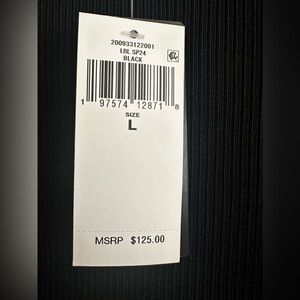 200933122001
LRL SP24
BLACK
1 97574 12871 8
SIZE
L
MSRP $125.00